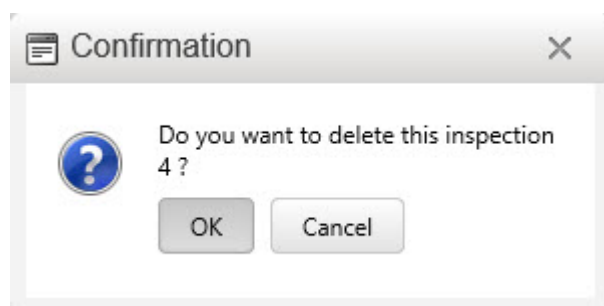 Confirmation
Do you want to delete this inspection
4 ?
OK
Cancel